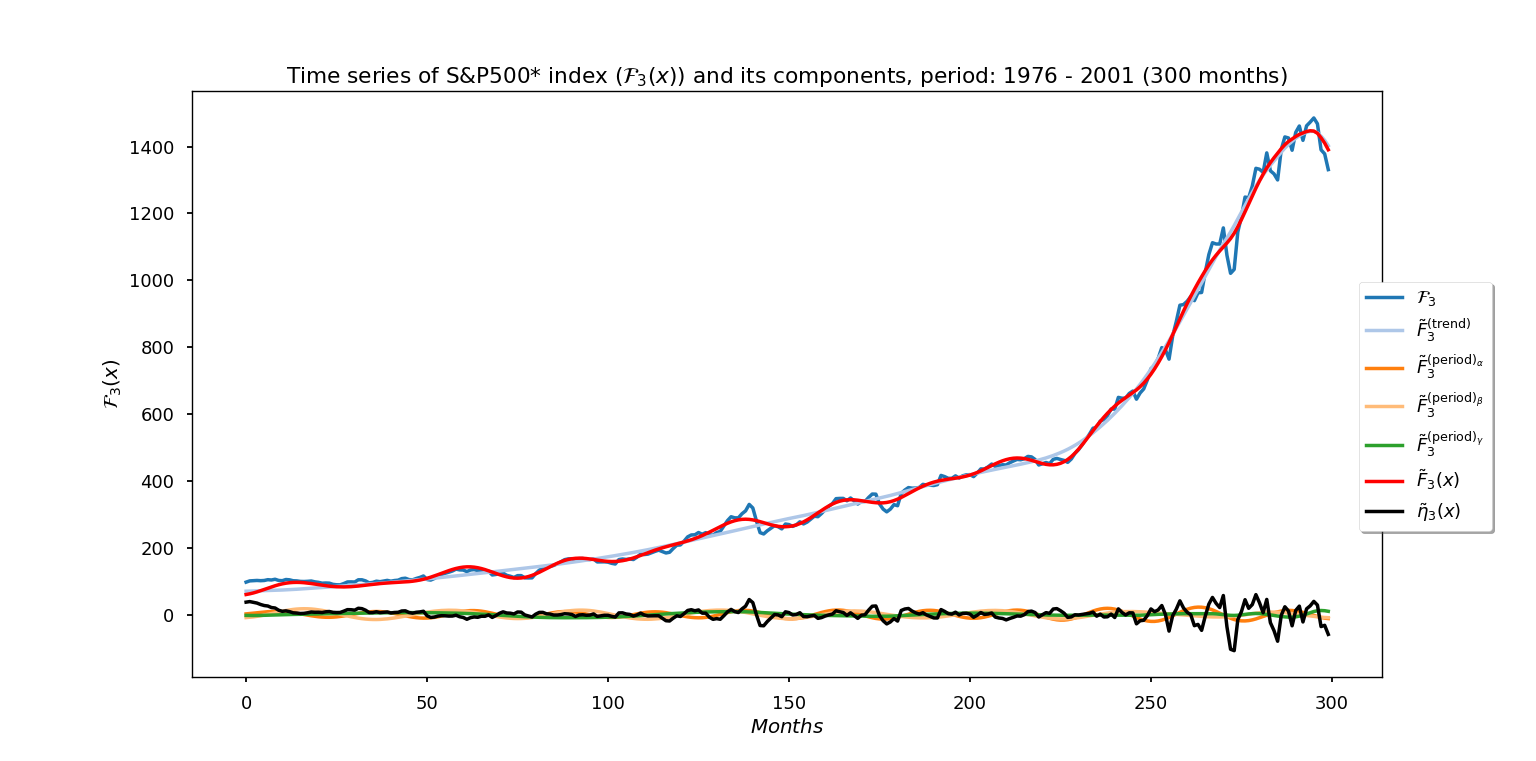 Time series of S&P500* index (ℱ₃(x)) and its components, period: 1976 - 2001 (300 months)
1400
1200
1000
800
600
400
200
0
ℱ₃(x)
0 50 100 150 200 250 300
Months
ℱ₃
F̃₃^(trend)
F̃₃^(period)α
F̃₃^(period)β
F̃₃^(period)γ
F̃₃(x)
η̃₃(x)